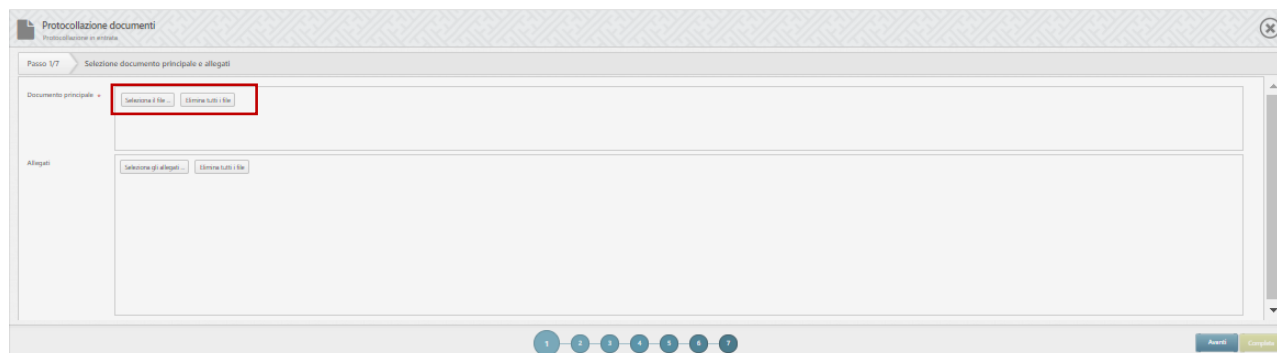 Protocollazione documenti
Protocollazione in entrata
Passo 1/7 Selezione documento principale e allegati
Documento principale *
Seleziona il file ... Elimina tutti i file
Allegati
Seleziona gli allegati ... Elimina tutti i file
1 2 3 4 5 6 7
Avanti Completa